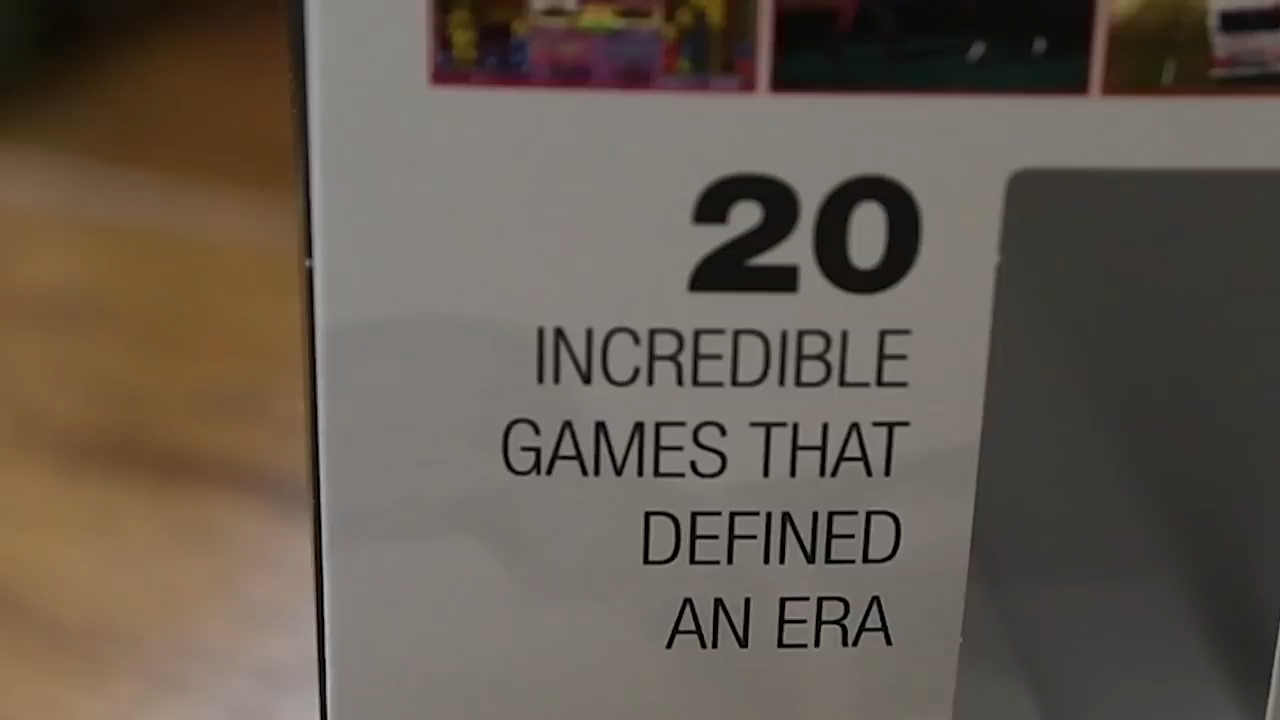 20
INCREDIBLE
GAMES THAT
DEFINED
AN ERA